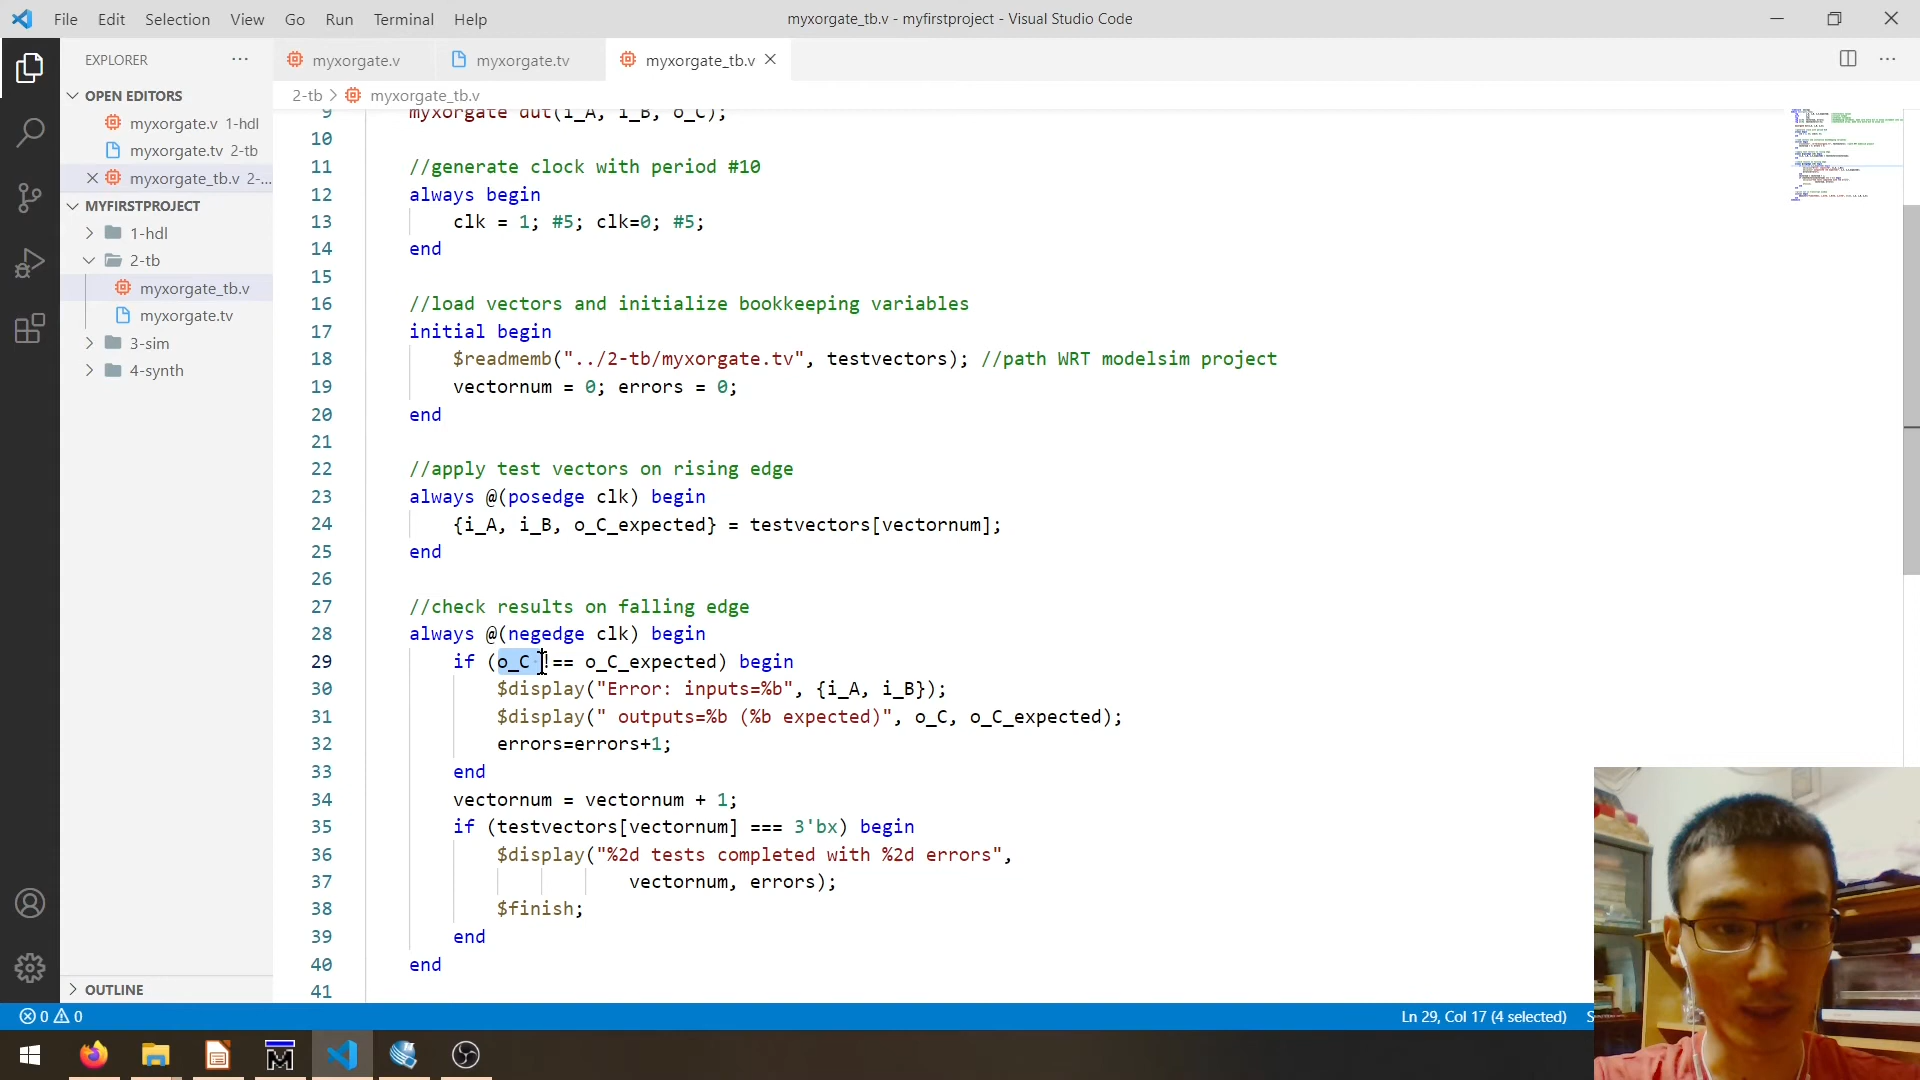 File Edit Selection View Go Run Terminal Help
myxorgate_tb.v - myfirstproject - Visual Studio Code
EXPLORER
OPEN EDITORS
myxorgate.v 1-hdl
myxorgate.tv 2-tb
myxorgate_tb.v 2-...
MYFIRSTPROJECT
1-hdl
2-tb
myxorgate_tb.v
myxorgate.tv
3-sim
4-synth
OUTLINE
myxorgate.v
myxorgate.tv
myxorgate_tb.v
2-tb > myxorgate_tb.v
9 myxorgate dut(i_A, i_B, o_C);
10
11 //generate clock with period #10
12 always begin
13 clk = 1; #5; clk=0; #5;
14 end
15
16 //load vectors and initialize bookkeeping variables
17 initial begin
18 $readmemb("../2-tb/myxorgate.tv", testvectors); //path WRT modelsim project
19 vectornum = 0; errors = 0;
20 end
21
22 //apply test vectors on rising edge
23 always @(posedge clk) begin
24 {i_A, i_B, o_C_expected} = testvectors[vectornum];
25 end
26
27 //check results on falling edge
28 always @(negedge clk) begin
29 if (o_C !== o_C_expected) begin
30 $display("Error: inputs=%b", {i_A, i_B});
31 $display(" outputs=%b (%b expected)", o_C, o_C_expected);
32 errors=errors+1;
33 end
34 vectornum = vectornum + 1;
35 if (testvectors[vectornum] === 3'bx) begin
36 $display("%2d tests completed with %2d errors",
37 vectornum, errors);
38 $finish;
39 end
40 end
41
0 0
Ln 29, Col 17 (4 selected)